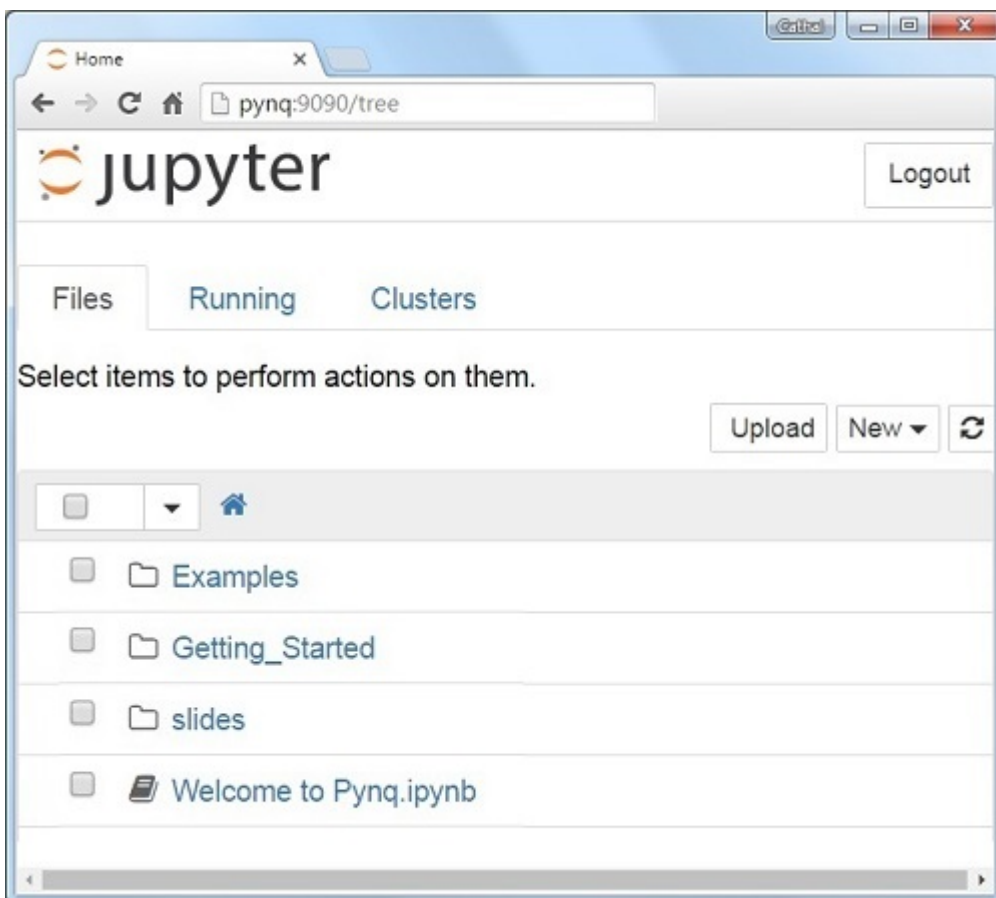 Cathal
Home
pynq:9090/tree
jupyter
Logout
Files Running Clusters
Select items to perform actions on them.
Upload New
Examples
Getting_Started
slides
Welcome to Pynq.ipynb